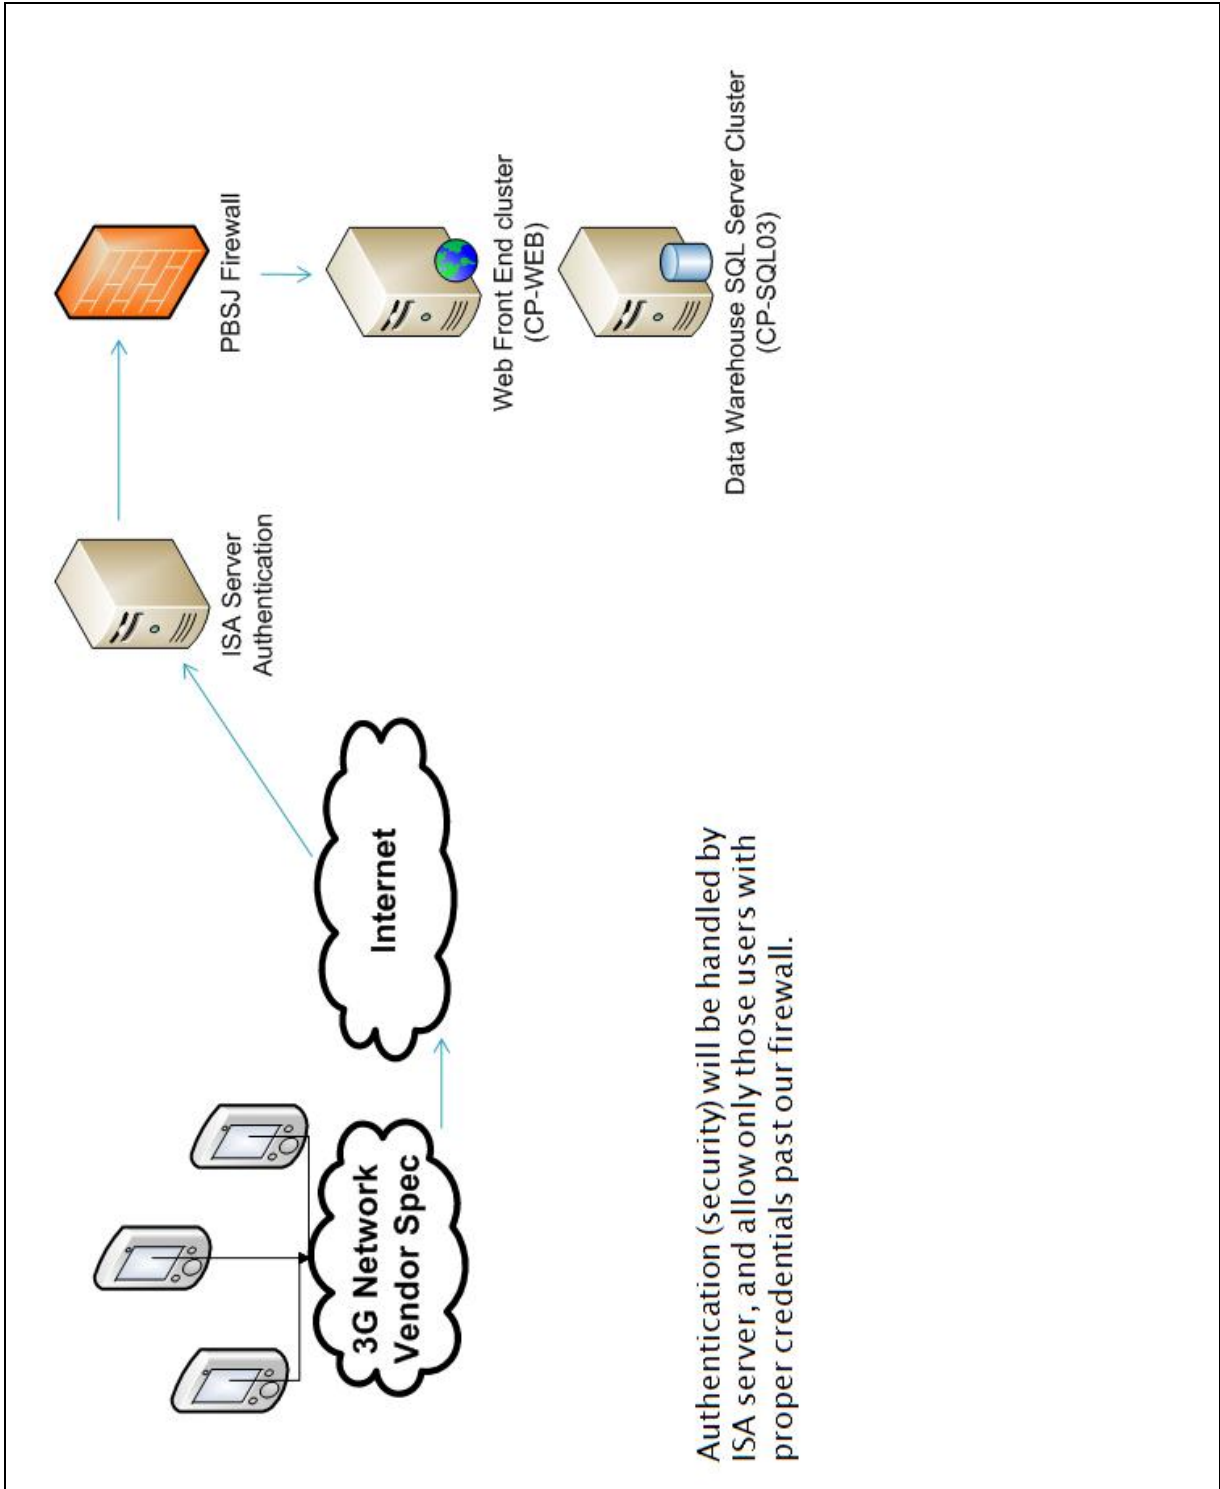 3G Network
Vendor Spec
Internet
ISA Server
Authentication
PBSJ Firewall
Web Front End cluster
(CP-WEB)
Data Warehouse SQL Server Cluster
(CP-SQL03)
Authentication (security) will be handled by
ISA server, and allow only those users with
proper credentials past our firewall.